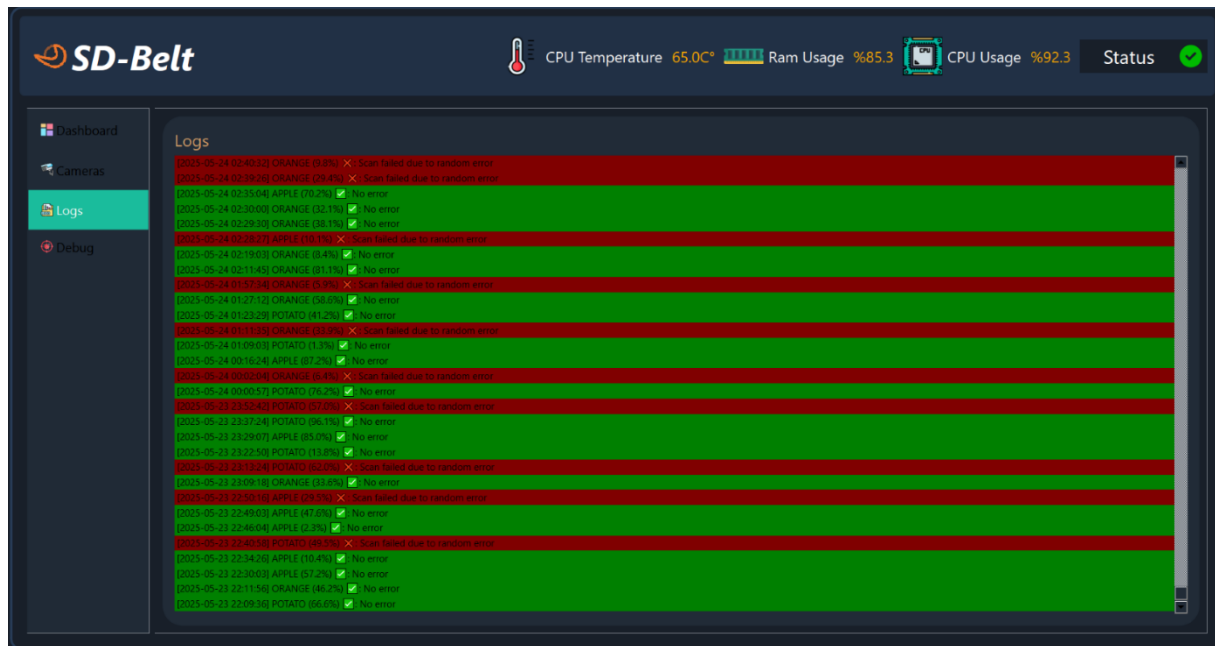 SD-Belt
CPU Temperature 65.0C° Ram Usage %85.3 CPU Usage %92.3 Status
Dashboard
Cameras
Logs
Debug
Logs
[2025-05-24 02:40:32] ORANGE (9.8%) ❌: Scan failed due to random error
[2025-05-24 02:39:26] ORANGE (29.4%) ❌: Scan failed due to random error
[2025-05-24 02:35:04] APPLE (70.2%) ✅: No error
[2025-05-24 02:30:00] ORANGE (32.1%) ✅: No error
[2025-05-24 02:29:30] ORANGE (38.1%) ✅: No error
[2025-05-24 02:28:27] APPLE (10.1%) ❌: Scan failed due to random error
[2025-05-24 02:19:03] ORANGE (8.4%) ✅: No error
[2025-05-24 02:11:45] ORANGE (81.1%) ✅: No error
[2025-05-24 01:57:34] ORANGE (5.9%) ❌: Scan failed due to random error
[2025-05-24 01:27:12] ORANGE (58.6%) ✅: No error
[2025-05-24 01:23:29] POTATO (41.2%) ✅: No error
[2025-05-24 01:11:35] ORANGE (33.9%) ❌: Scan failed due to random error
[2025-05-24 01:09:03] POTATO (1.3%) ✅: No error
[2025-05-24 00:16:24] APPLE (87.2%) ✅: No error
[2025-05-24 00:02:04] ORANGE (6.4%) ❌: Scan failed due to random error
[2025-05-24 00:00:57] POTATO (76.2%) ✅: No error
[2025-05-23 23:52:42] POTATO (57.0%) ❌: Scan failed due to random error
[2025-05-23 23:37:24] POTATO (96.1%) ✅: No error
[2025-05-23 23:29:07] APPLE (85.0%) ✅: No error
[2025-05-23 23:22:50] POTATO (13.8%) ✅: No error
[2025-05-23 23:13:24] POTATO (62.0%) ❌: Scan failed due to random error
[2025-05-23 23:09:18] ORANGE (33.6%) ✅: No error
[2025-05-23 22:50:16] APPLE (29.5%) ❌: Scan failed due to random error
[2025-05-23 22:49:03] APPLE (47.6%) ✅: No error
[2025-05-23 22:46:04] APPLE (2.3%) ✅: No error
[2025-05-23 22:40:58] POTATO (49.5%) ❌: Scan failed due to random error
[2025-05-23 22:34:26] APPLE (10.4%) ✅: No error
[2025-05-23 22:30:03] APPLE (57.2%) ✅: No error
[2025-05-23 22:11:56] ORANGE (46.2%) ✅: No error
[2025-05-23 22:09:36] POTATO (66.6%) ✅: No error